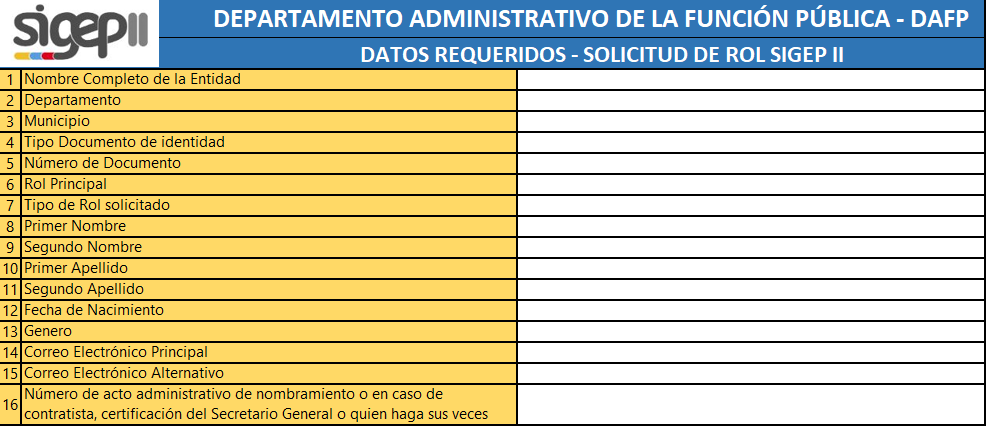 sigepII
DEPARTAMENTO ADMINISTRATIVO DE LA FUNCIÓN PÚBLICA - DAFP
DATOS REQUERIDOS - SOLICITUD DE ROL SIGEP II
1 Nombre Completo de la Entidad
2 Departamento
3 Municipio
4 Tipo Documento de identidad
5 Número de Documento
6 Rol Principal
7 Tipo de Rol solicitado
8 Primer Nombre
9 Segundo Nombre
10 Primer Apellido
11 Segundo Apellido
12 Fecha de Nacimiento
13 Genero
14 Correo Electrónico Principal
15 Correo Electrónico Alternativo
16 Número de acto administrativo de nombramiento o en caso de
contratista, certificación del Secretario General o quien haga sus veces